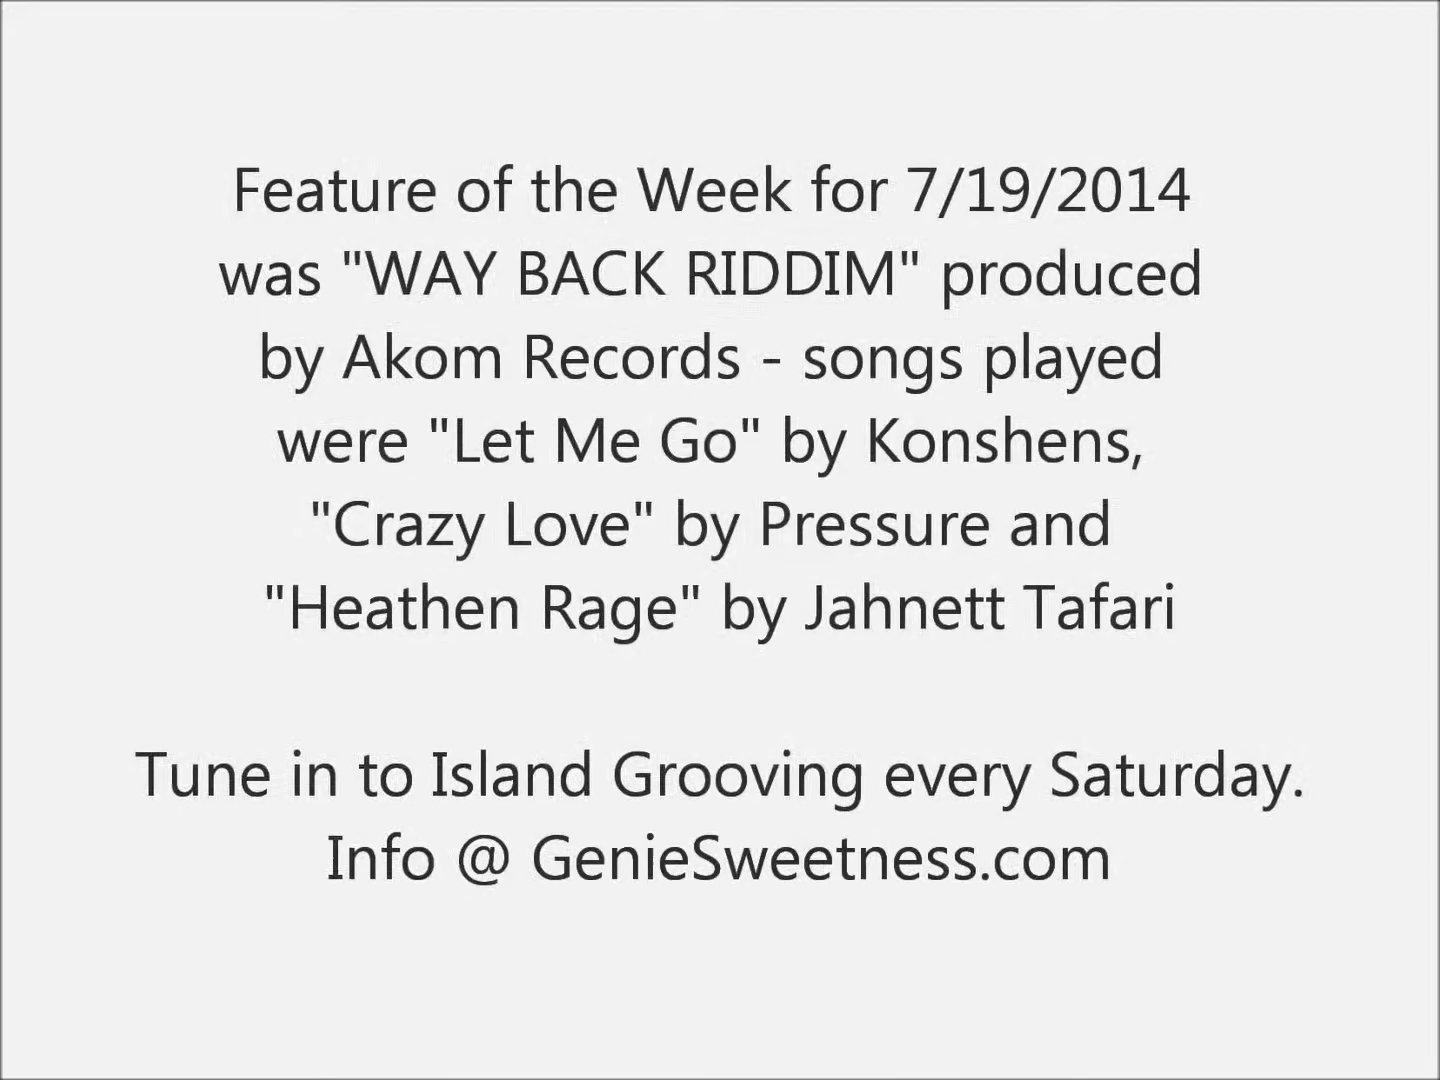 Feature of the Week for 7/19/2014
was "WAY BACK RIDDIM" produced
by Akom Records - songs played
were "Let Me Go" by Konshens,
"Crazy Love" by Pressure and
"Heathen Rage" by Jahnett Tafari
Tune in to Island Grooving every Saturday.
Info @ GenieSweetness.com